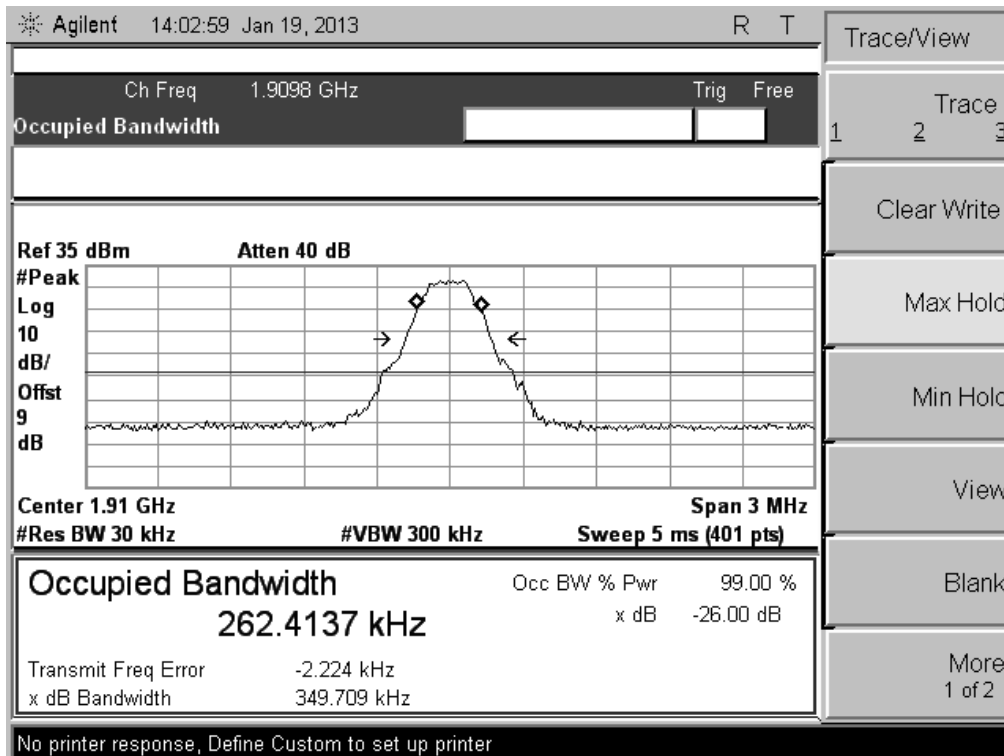 Agilent 14:02:59 Jan 19, 2013 R T
Trace/View
Ch Freq 1.9098 GHz Trig Free
Occupied Bandwidth
Trace
1 2 3
Clear Write
Ref 35 dBm Atten 40 dB
#Peak
Log
10
dB/
Offst
9
dB
Max Hold
Min Hold
View
Center 1.91 GHz Span 3 MHz
#Res BW 30 kHz #VBW 300 kHz Sweep 5 ms (401 pts)
Occupied Bandwidth Occ BW % Pwr 99.00 %
262.4137 kHz x dB -26.00 dB
Blank
Transmit Freq Error -2.224 kHz
x dB Bandwidth 349.709 kHz
More
1 of 2
No printer response, Define Custom to set up printer